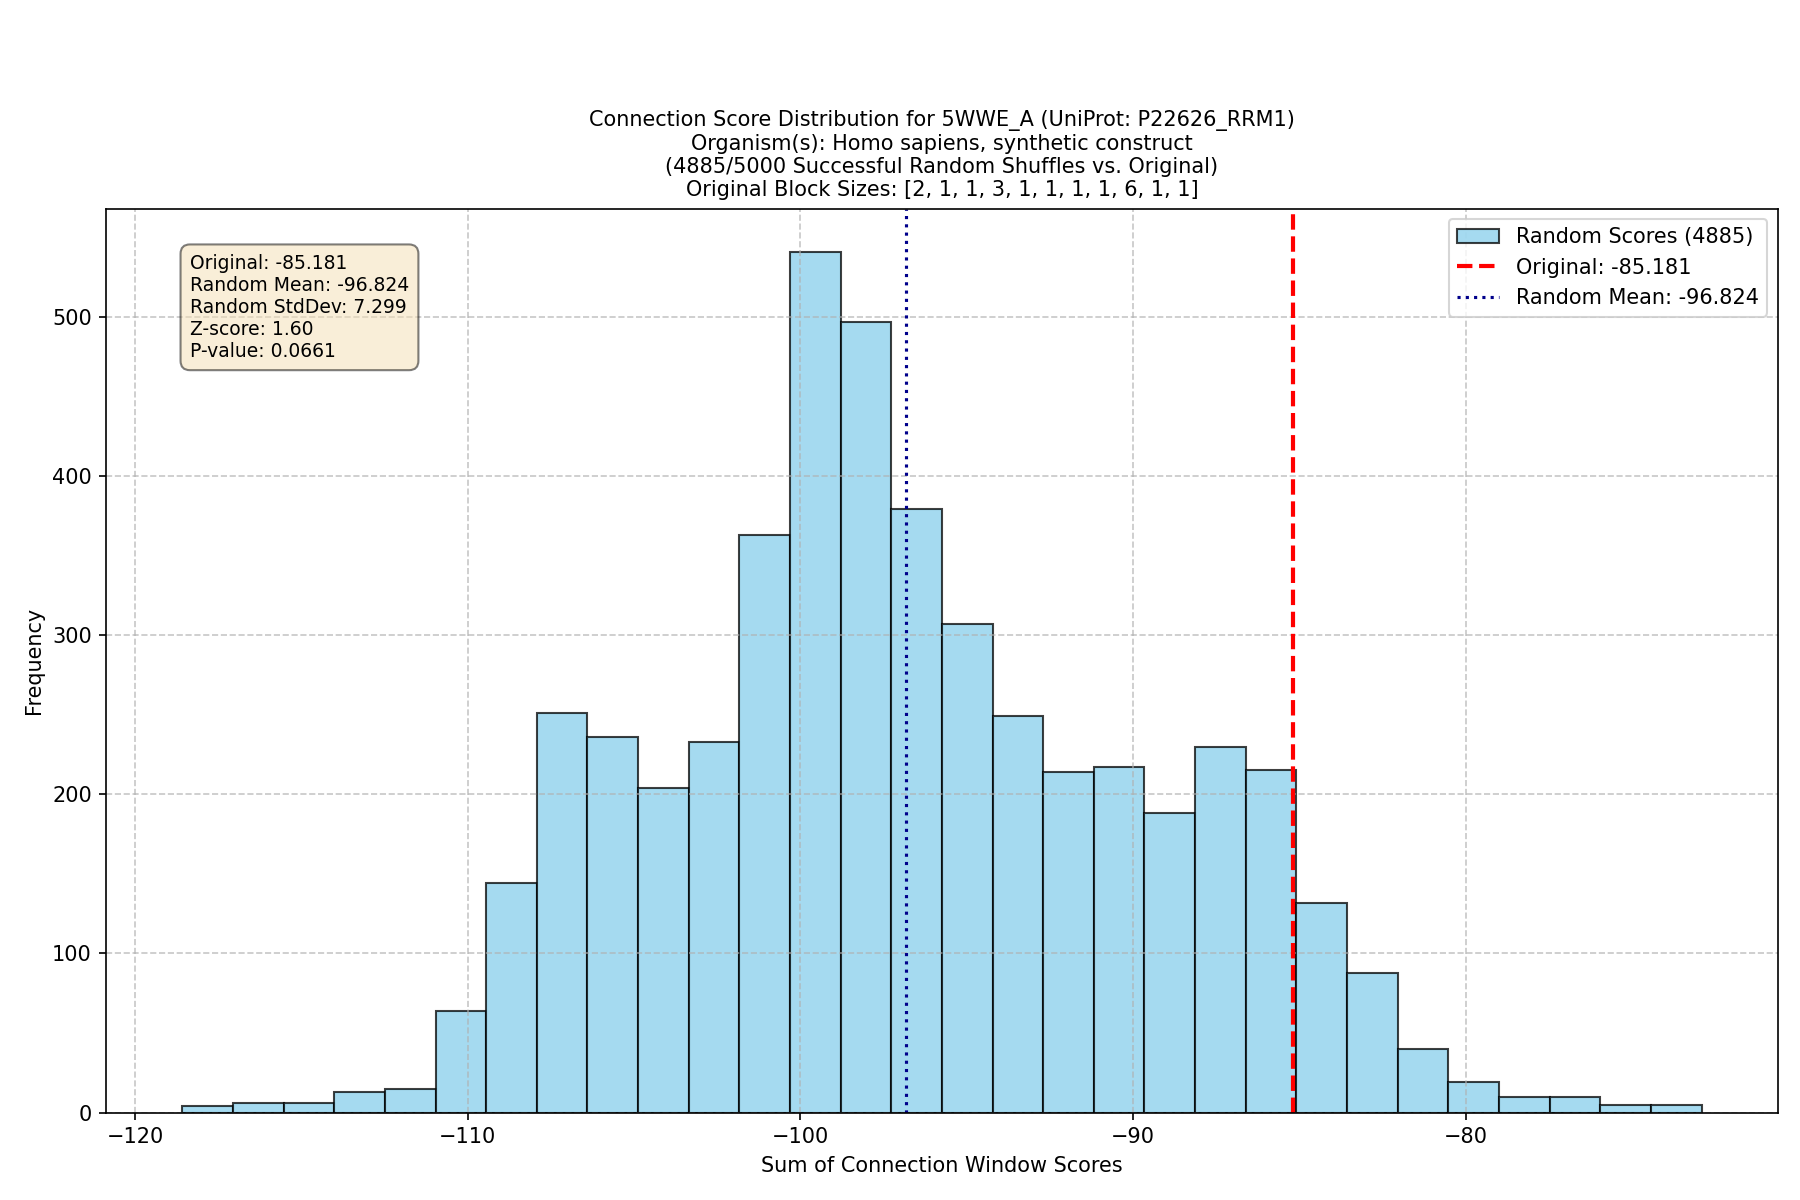 Connection Score Distribution for 5WWE_A (UniProt: P22626_RRM1)
Organism(s): Homo sapiens, synthetic construct
(4885/5000 Successful Random Shuffles vs. Original)
Original Block Sizes: [2, 1, 1, 3, 1, 1, 1, 1, 6, 1, 1]
Original: -85.181
Random Mean: -96.824
Random StdDev: 7.299
Z-score: 1.60
P-value: 0.0661
Random Scores (4885)
Original: -85.181
Random Mean: -96.824
Frequency
500
400
300
200
100
0
−120 −110 −100 −90 −80
Sum of Connection Window Scores